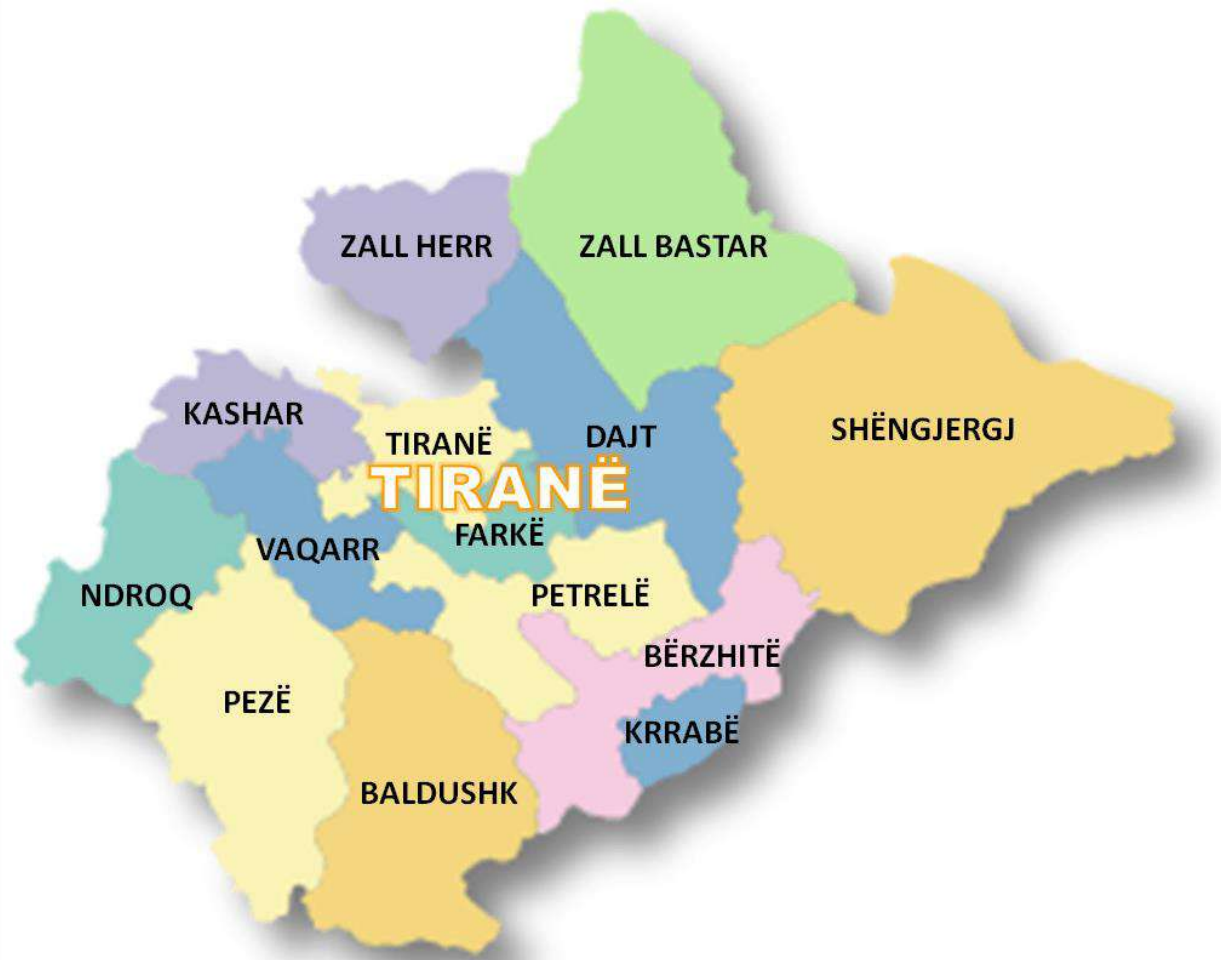 ZALL HERR
ZALL BASTAR
KASHAR
TIRANË
DAJT
SHËNGJERGJ
TIRANË
FARKË
VAQARR
NDROQ
PETRELË
BËRZHITË
PEZË
KRRABË
BALDUSHK